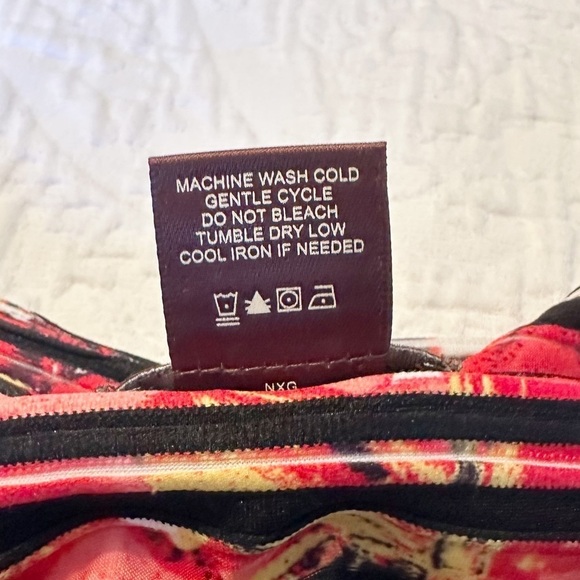 MACHINE WASH COLD
GENTLE CYCLE
DO NOT BLEACH
TUMBLE DRY LOW
COOL IRON IF NEEDED
NXG